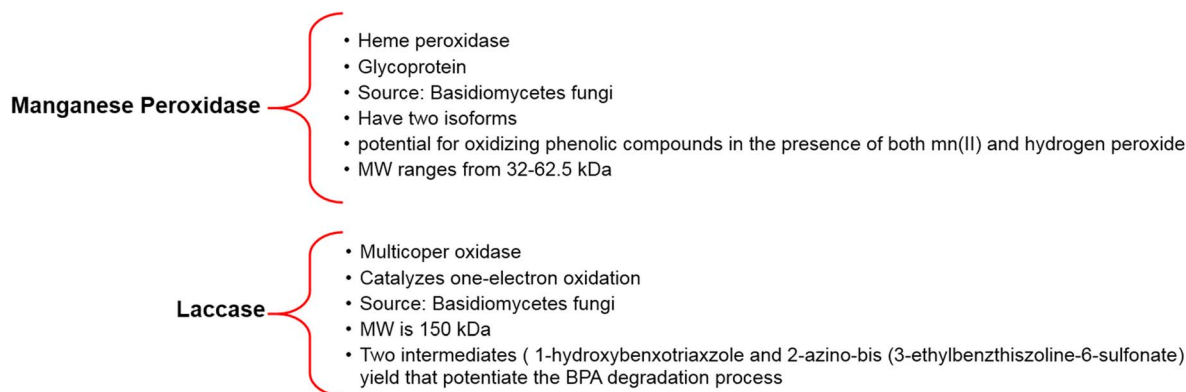 Manganese Peroxidase
• Heme peroxidase
• Glycoprotein
• Source: Basidiomycetes fungi
• Have two isoforms
• potential for oxidizing phenolic compounds in the presence of both mn(II) and hydrogen peroxide
• MW ranges from 32-62.5 kDa
Laccase
• Multicoper oxidase
• Catalyzes one-electron oxidation
• Source: Basidiomycetes fungi
• MW is 150 kDa
• Two intermediates ( 1-hydroxybenxotriaxzole and 2-azino-bis (3-ethylbenzthiszoline-6-sulfonate)
yield that potentiate the BPA degradation process